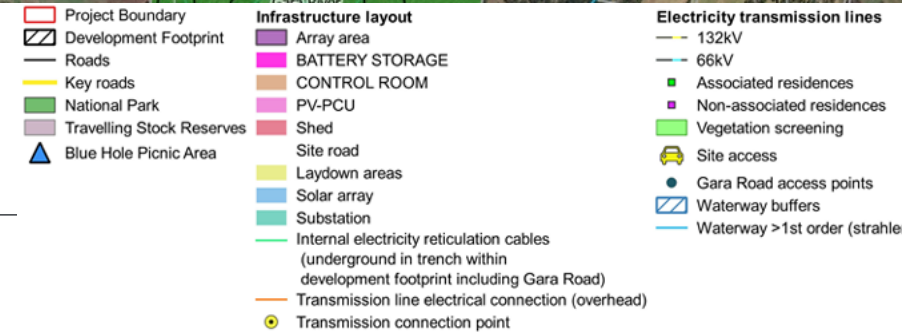 Project Boundary
Development Footprint
Roads
Key roads
National Park
Travelling Stock Reserves
Blue Hole Picnic Area
Infrastructure layout
Array area
BATTERY STORAGE
CONTROL ROOM
PV-PCU
Shed
Site road
Laydown areas
Solar array
Substation
Internal electricity reticulation cables
(underground in trench within
development footprint including Gara Road)
Transmission line electrical connection (overhead)
Transmission connection point
Electricity transmission lines
132kV
66kV
Associated residences
Non-associated residences
Vegetation screening
Site access
Gara Road access points
Waterway buffers
Waterway >1st order (strahle